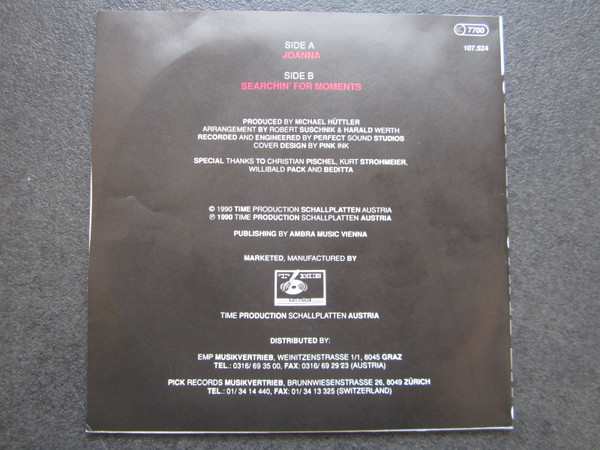 LC 7700
107.524
SIDE A
JOANNA
SIDE B
SEARCHIN' FOR MOMENTS
PRODUCED BY MICHAEL HÜTTLER
ARRANGEMENT BY ROBERT SUSCHNIK & HARALD WERTH
RECORDED AND ENGINEERED BY PERFECT SOUND STUDIOS
COVER DESIGN BY PINK INK
SPECIAL THANKS TO CHRISTIAN PISCHEL, KURT STROHMEIER,
WILLIBALD PACK AND BEDITTA
© 1990 TIME PRODUCTION SCHALLPLATTEN AUSTRIA
℗ 1990 TIME PRODUCTION SCHALLPLATTEN AUSTRIA
PUBLISHING BY AMBRA MUSIC VIENNA
MARKETED, MANUFACTURED BY
TIME
TIME PRODUCTION SCHALLPLATTEN AUSTRIA
DISTRIBUTED BY:
EMP MUSIKVERTRIEB, WEINITZENSTRASSE 1/1, 8045 GRAZ
TEL.: 0316/ 69 35 00, FAX: 0316/ 69 29'23 (AUSTRIA)
PICK RECORDS MUSIKVERTRIEB, BRUNNWIESENSTRASSE 26, 8049 ZÜRICH
TEL.: 01/ 34 14 440, FAX: 01/ 34 13 325 (SWITZERLAND)